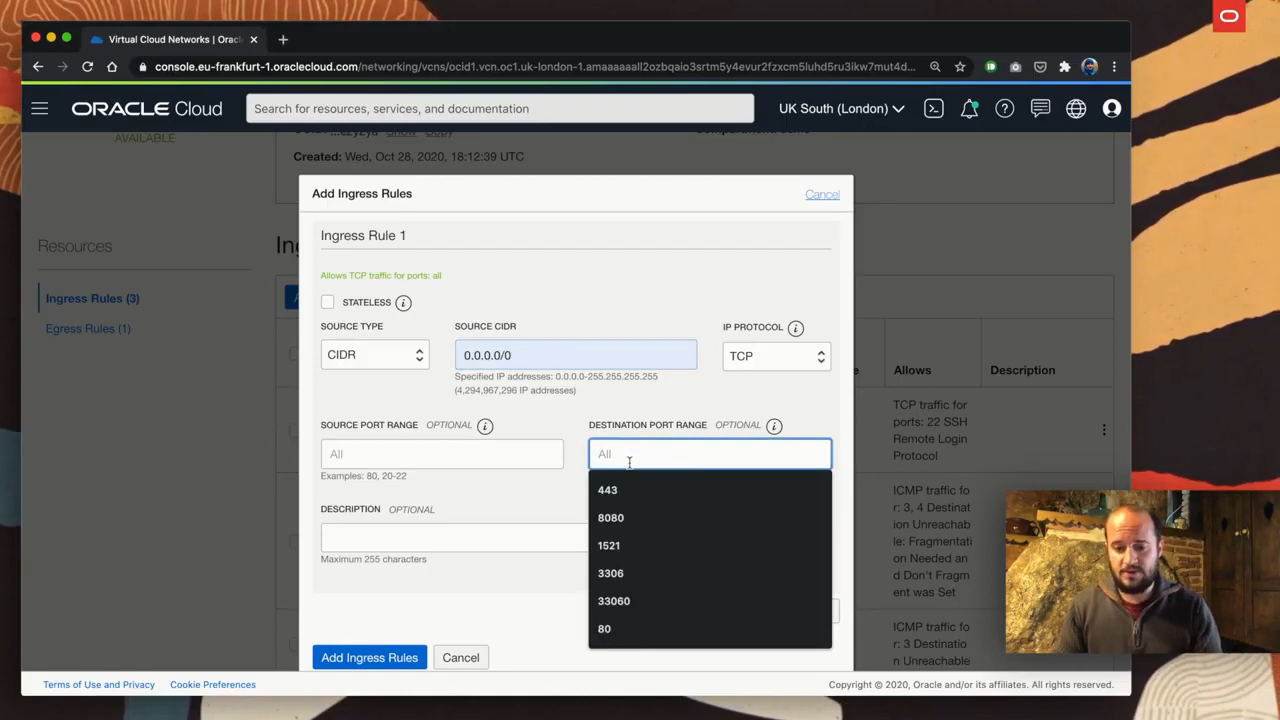 Virtual Cloud Networks | Orac
console.eu-frankfurt-1.oraclecloud.com/networking/vcns/ocid1.vcn.oc1.uk-london-1.amaaaaaall2ozbqaio3srtm5y4evur2fzxcm5luhd5ru3ikw7mut4d...
ORACLE Cloud
Search for resources, services, and documentation
UK South (London)
AVAILABLE
Show
Copy
Created: Wed, Oct 28, 2020, 18:12:39 UTC
Add Ingress Rules
Cancel
Resources
Ingress Rule 1
Allows TCP traffic for ports: all
Ingress Rules (3)
STATELESS
Egress Rules (1)
SOURCE TYPE
SOURCE CIDR
IP PROTOCOL
CIDR
0.0.0.0/0
TCP
Allows
Description
Specified IP addresses: 0.0.0.0-255.255.255.255
(4,294,967,296 IP addresses)
TCP traffic for
ports: 22 SSH
Remote Login
Protocol
SOURCE PORT RANGE OPTIONAL
DESTINATION PORT RANGE OPTIONAL
All
All
Examples: 80, 20-22
443
8080
1521
3306
33060
80
DESCRIPTION OPTIONAL
Maximum 255 characters
ICMP traffic fo
r: 3, 4 Destinat
ion Unreachab
le: Fragmentati
on Needed an
d Don't Fragm
ent was Set
ICMP traffic fo
r: 3 Destinatio
n Unreachable
Add Ingress Rules
Cancel
Terms of Use and Privacy
Cookie Preferences
Copyright © 2020, Oracle and/or its affiliates. All rights reserved.